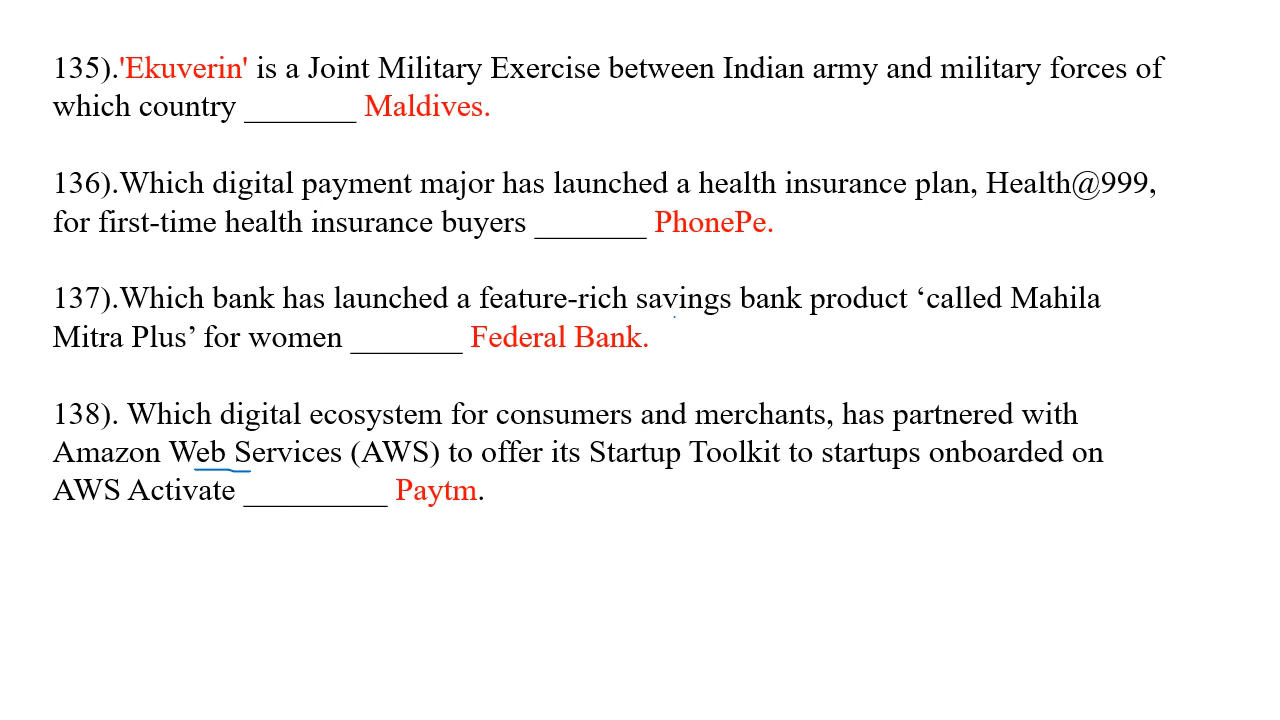 135).'Ekuverin' is a Joint Military Exercise between Indian army and military forces of
which country _______ Maldives.
136).Which digital payment major has launched a health insurance plan, Health@999,
for first-time health insurance buyers _______ PhonePe.
137).Which bank has launched a feature-rich savings bank product ‘called Mahila
Mitra Plus’ for women _______ Federal Bank.
138). Which digital ecosystem for consumers and merchants, has partnered with
Amazon Web Services (AWS) to offer its Startup Toolkit to startups onboarded on
AWS Activate _________ Paytm.